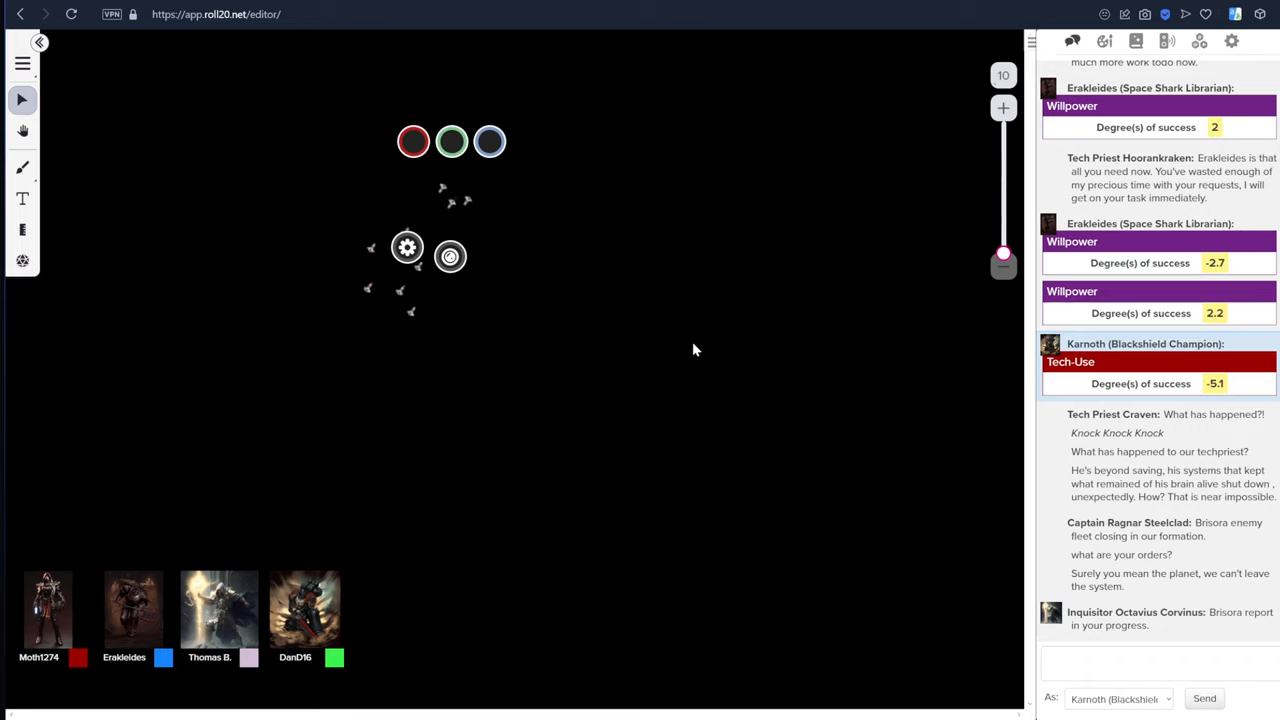 VPN
https://app.roll20.net/editor/
10
T
Moth1274
Erakleides
Thomas B.
DanD16
much more work todo now.
Erakleides (Space Shark Librarian):
Willpower
Degree(s) of success 2
Tech Priest Hoorankraken: Erakleides is that
all you need now. You've wasted enough of
my precious time with your requests, I will
get on your task immediately.
Erakleides (Space Shark Librarian):
Willpower
Degree(s) of success -2.7
Willpower
Degree(s) of success 2.2
Karnoth (Blackshield Champion):
Tech-Use
Degree(s) of success -5.1
Tech Priest Craven: What has happened?!
Knock Knock Knock
What has happened to our techpriest?
He's beyond saving, his systems that kept
what remained of his brain alive shut down ,
unexpectedly. How? That is near impossible.
Captain Ragnar Steelclad: Brisora enemy
fleet closing in our formation.
what are your orders?
Surely you mean the planet, we can't leave
the system.
Inquisitor Octavius Corvinus: Brisora report
in your progress.
As: Karnoth (Blackshiel Send